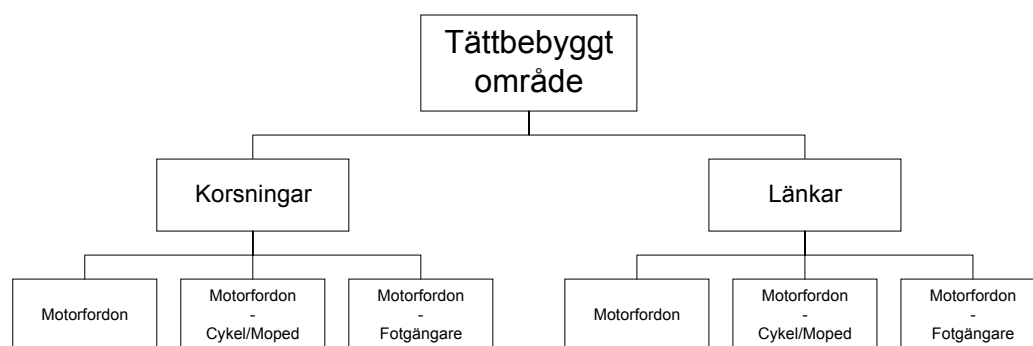 Tättbebyggt
område
Korsningar
Länkar
Motorfordon
Motorfordon
-
Cykel/Moped
Motorfordon
-
Fotgängare
Motorfordon
Motorfordon
-
Cykel/Moped
Motorfordon
-
Fotgängare